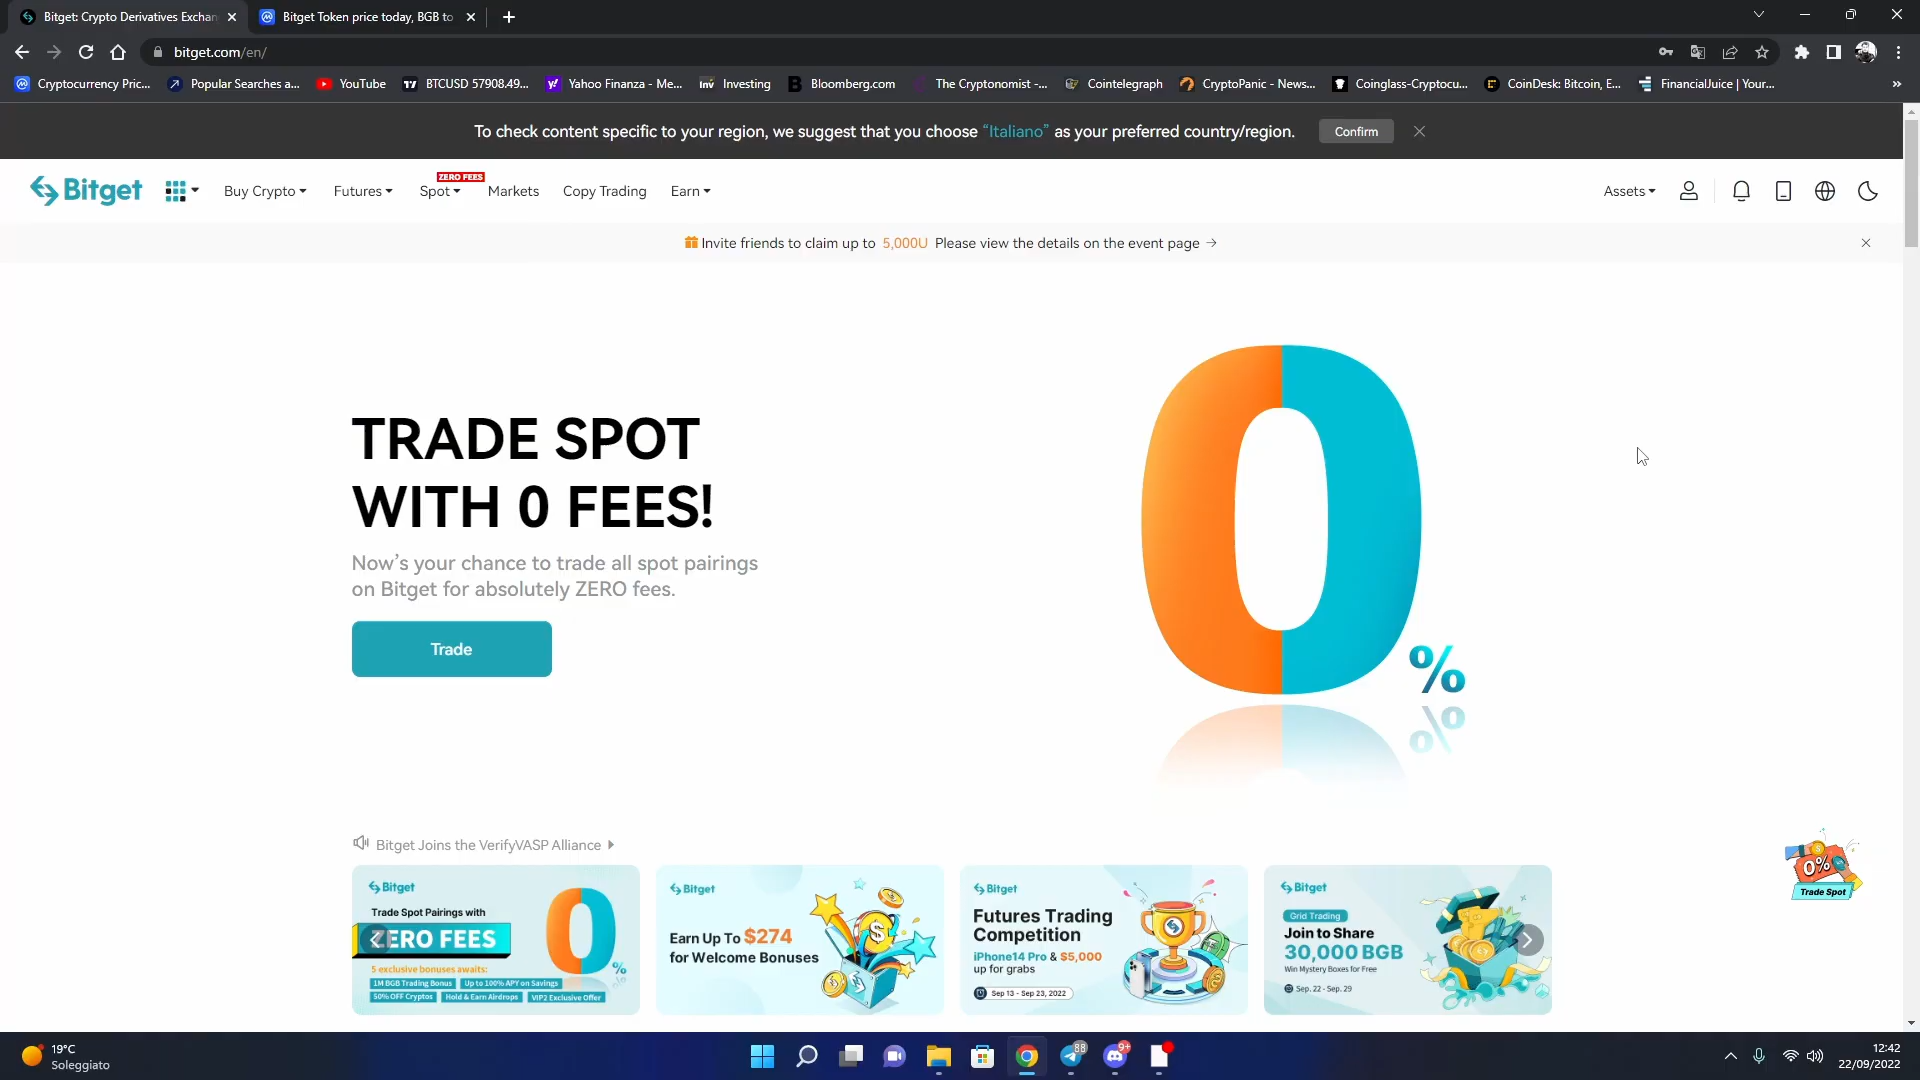 Bitget: Crypto Derivatives Exchan
Bitget Token price today, BGB to
bitget.com/en/
Cryptocurrency Pric...
Popular Searches a...
YouTube
BTCUSD 57908.49...
Yahoo Finanza - Me...
Inv Investing
Bloomberg.com
The Cryptonomist -...
Cointelegraph
CryptoPanic - News...
Coinglass-Cryptocu...
CoinDesk: Bitcoin, E...
FinancialJuice | Your...
»
To check content specific to your region, we suggest that you choose “Italiano” as your preferred country/region.
Confirm
Bitget
Buy Crypto
Futures
ZERO FEES
Spot
Markets
Copy Trading
Earn
Assets
Invite friends to claim up to 5,000U Please view the details on the event page →
TRADE SPOT
WITH 0 FEES!
Now’s your chance to trade all spot pairings
on Bitget for absolutely ZERO fees.
Trade
0%
Bitget Joins the VerifyVASP Alliance
Bitget
Trade Spot Pairings with
ZERO FEES
5 exclusive bonuses awaits:
1M BGB Trading Bonus
Up to 100% APY on Savings
50% OFF Cryptos
Hold & Earn Airdrops
VIP2 Exclusive Offer
0%
Bitget
Earn Up To $274
for Welcome Bonuses
Bitget
Futures Trading
Competition
iPhone14 Pro & $5,000
up for grabs
Sep 13 - Sep 23, 2022
Bitget
Grid Trading
Join to Share
30,000 BGB
Win Mystery Boxes for Free
Sep. 22 - Sep. 29
0%
Trade Spot
19°C
Soleggiato
88
9+
12:42
22/09/2022